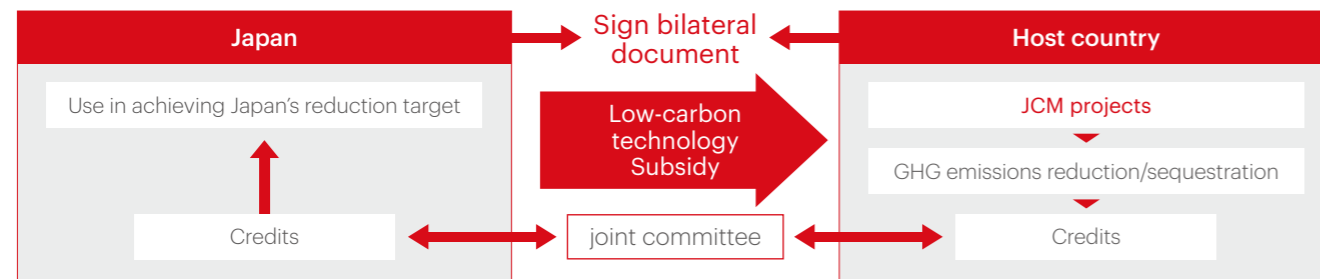 Japan
Sign bilateral
document
Host country
Use in achieving Japan's reduction target
Low-carbon
technology
Subsidy
JCM projects
GHG emissions reduction/sequestration
Credits
joint committee
Credits